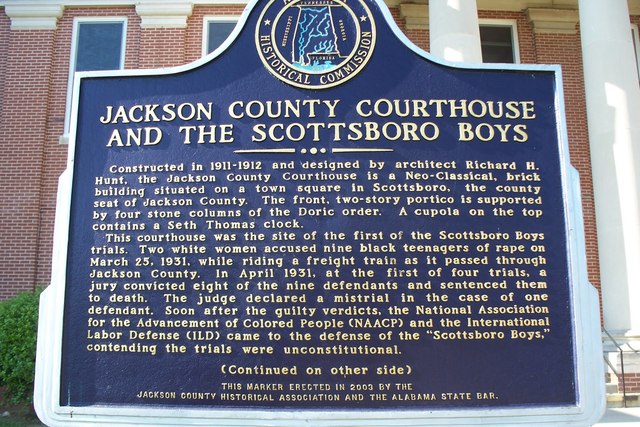 HISTORICAL COMMISSION
TENNESSEE
MISSISSIPPI
GEORGIA
FLORIDA
JACKSON COUNTY COURTHOUSE
AND THE SCOTTSBORO BOYS
Constructed in 1911-1912 and designed by architect Richard H.
Hunt, the Jackson County Courthouse is a Neo-Classical, brick
building situated on a town square in Scottsboro, the county
seat of Jackson County. The front, two-story portico is supported
by four stone columns of the Doric order. A cupola on the top
contains a Seth Thomas clock.
This courthouse was the site of the first of the Scottsboro Boys
trials. Two white women accused nine black teenagers of rape on
March 25, 1931, while riding a freight train as it passed through
Jackson County. In April 1931, at the first of four trials, a
jury convicted eight of the nine defendants and sentenced them
to death. The judge declared a mistrial in the case of one
defendant. Soon after the guilty verdicts, the National Association
for the Advancement of Colored People (NAACP) and the International
Labor Defense (ILD) came to the defense of the "Scottsboro Boys,"
contending the trials were unconstitutional.
(Continued on other side)
THIS MARKER ERECTED IN 2003 BY THE
JACKSON COUNTY HISTORICAL ASSOCIATION AND THE ALABAMA STATE BAR.